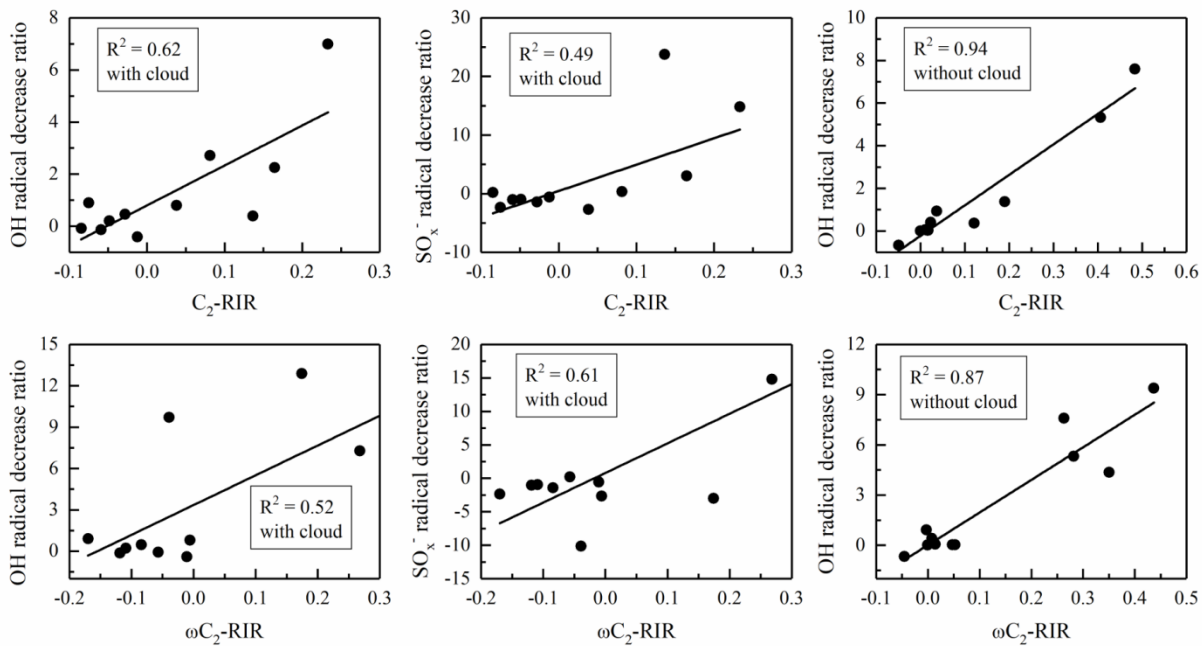 OH radical decrease ratio
8
6
4
2
0
R² = 0.62
with cloud
-0.1 0.0 0.1 0.2 0.3
C₂-RIR
SOₓ⁻ radical decrease ratio
30
20
10
0
-10
R² = 0.49
with cloud
-0.1 0.0 0.1 0.2 0.3
C₂-RIR
OH radical decerase ratio
10
8
6
4
2
0
R² = 0.94
without cloud
-0.1 0.0 0.1 0.2 0.3 0.4 0.5 0.6
C₂-RIR
OH radical decrease ratio
15
12
9
6
3
0
R² = 0.52
with cloud
-0.2 -0.1 0.0 0.1 0.2 0.3
ωC₂-RIR
SOₓ⁻ radical decrease ratio
20
15
10
5
0
-5
-10
-15
R² = 0.61
with cloud
-0.2 -0.1 0.0 0.1 0.2 0.3
ωC₂-RIR
OH radical decrease ratio
12
9
6
3
0
R² = 0.87
without cloud
-0.1 0.0 0.1 0.2 0.3 0.4 0.5
ωC₂-RIR